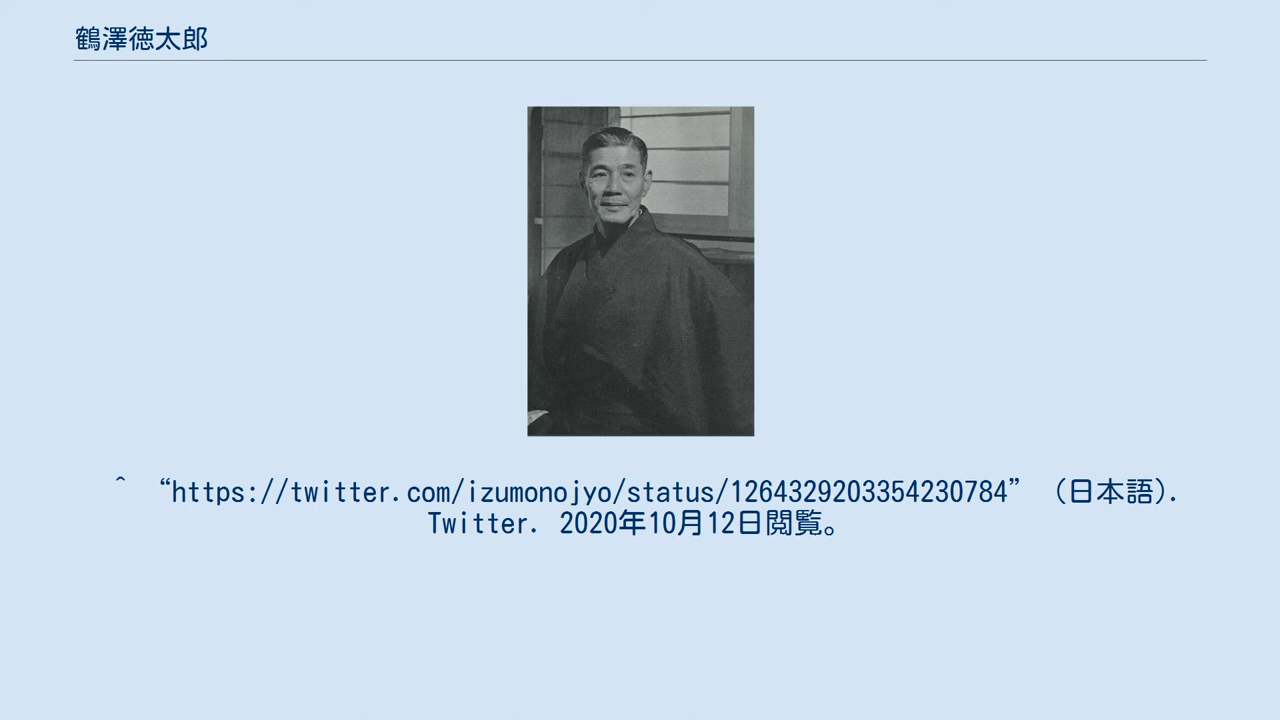 鶴澤徳太郎
^ “https://twitter.com/izumonojyo/status/1264329203354230784” (日本語).
Twitter. 2020年10月12日閲覧。